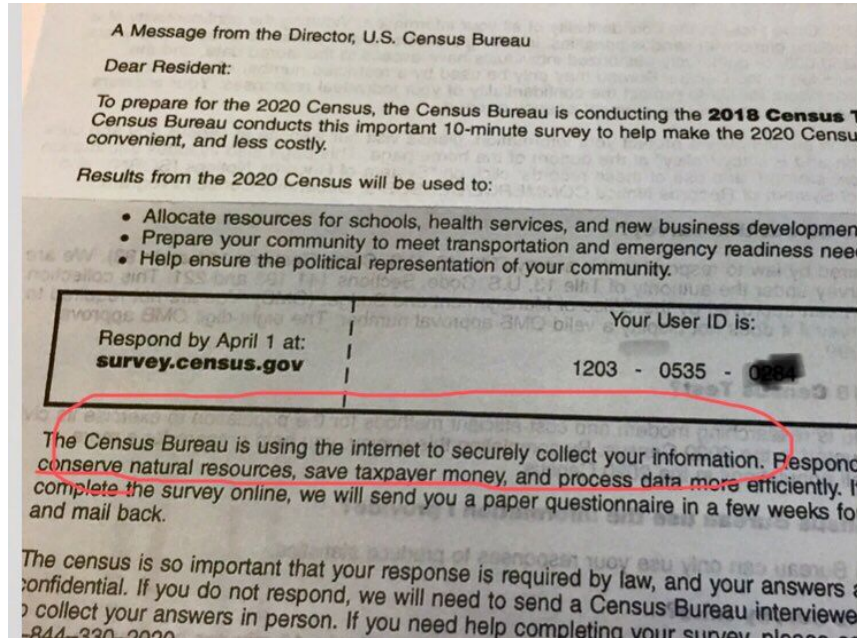 A Message from the Director, U.S. Census Bureau
Dear Resident:
To prepare for the 2020 Census, the Census Bureau is conducting the 2018 Census
Census Bureau conducts this important 10-minute survey to help make the 2020
convenient, and less costly.
Results from the 2020 Census will be used to:
• Allocate resources for schools, health services, and new business
• Prepare your community to meet transportation and emergency readiness
• Help ensure the political representation of your community.
Respond by April 1 at:
survey.census.gov
Your User ID is:
1203 - 0535 -
The Census Bureau is using the internet to securely collect your information. Respond
conserve natural resources, save taxpayer money, and process data more efficiently.
complete the survey online, we will send you a paper questionnaire in a few weeks
and mail back.
The census is so important that your response is required by law, and your answers
confidential. If you do not respond, we will need to send a Census Bureau
collect your answers in person. If you need help completing your survey,